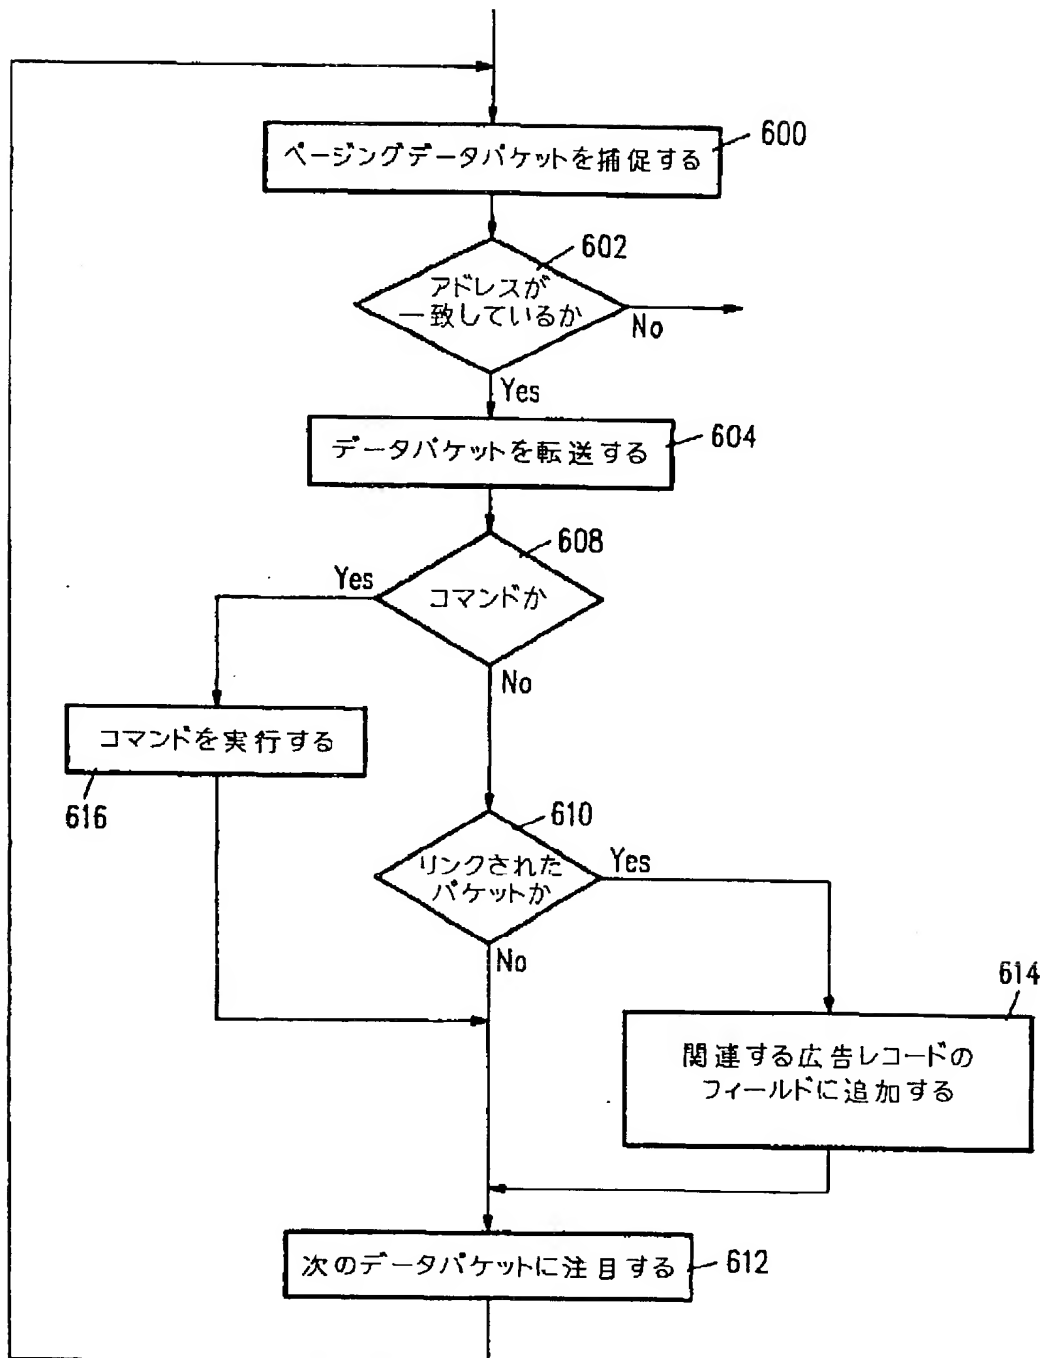 ページングデータパケットを捕促する
600
602
アドレスが
一致しているか
No
Yes
データパケットを転送する
604
608
Yes
コマンドか
No
コマンドを実行する
616
610
リンクされた
パケットか
Yes
No
614
関連する広告レコードの
フィールドに追加する
次のデータパケットに注目する
612